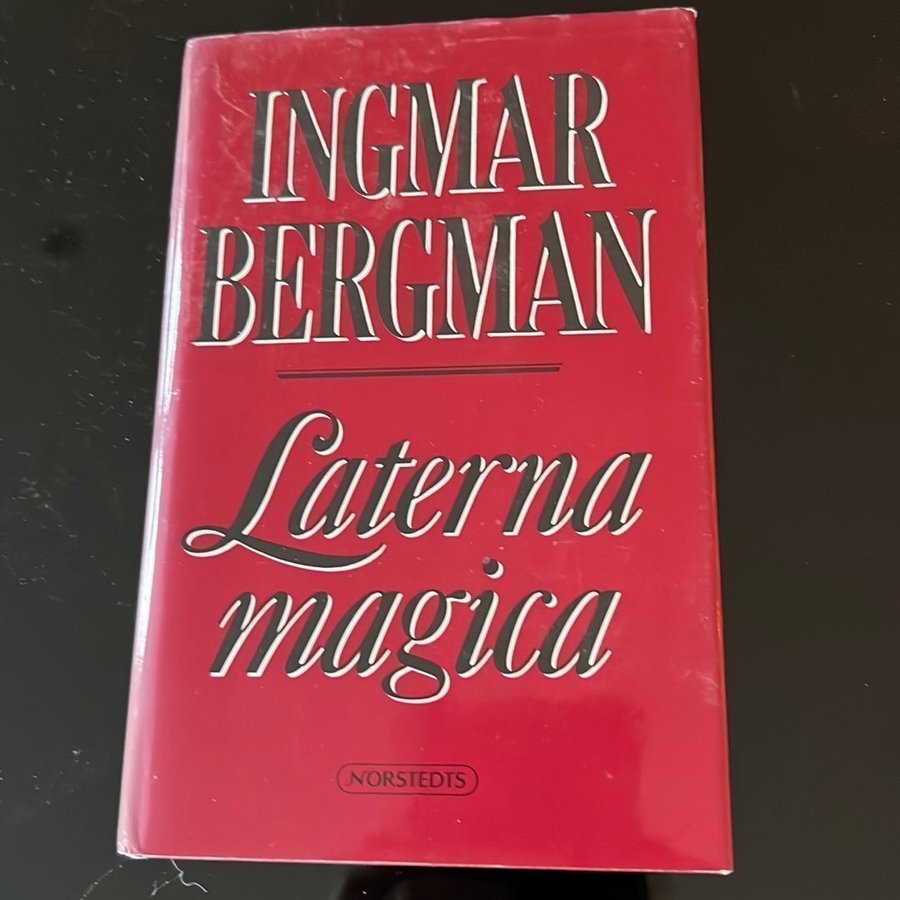 INGMAR
BERGMAN
Laterna
magica
NORSTEDTS